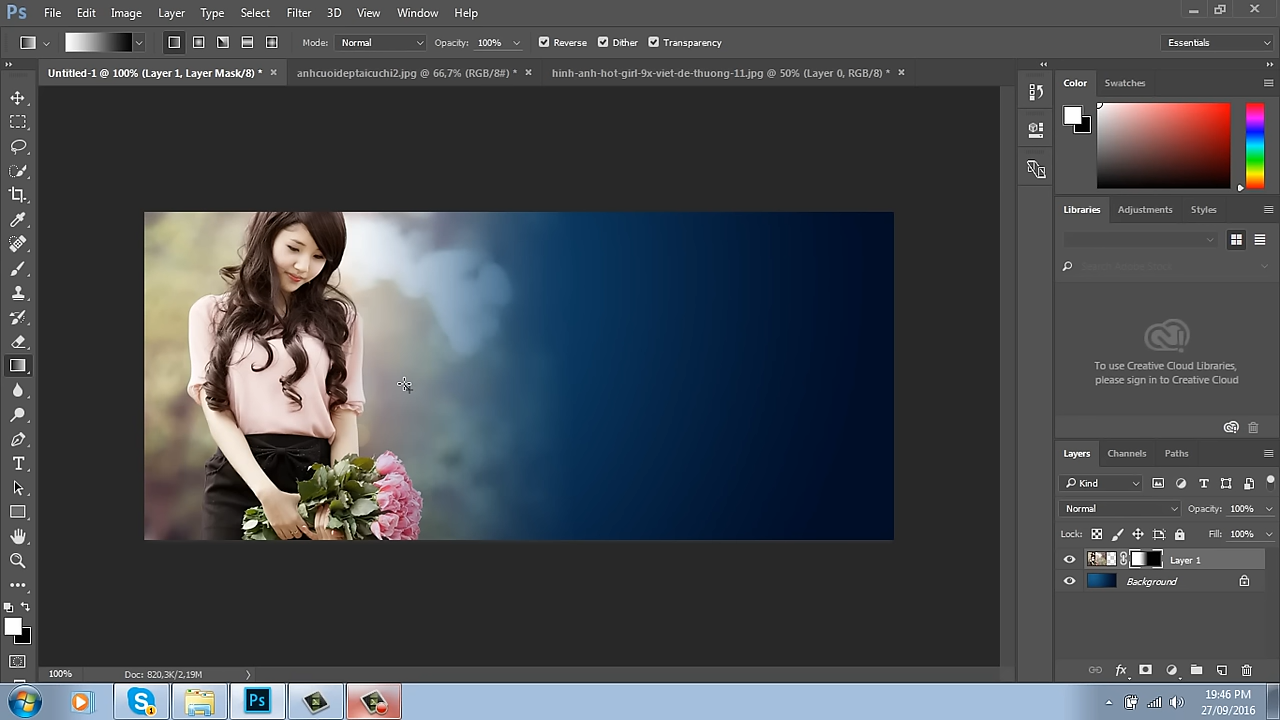 Ps File Edit Image Layer Type Select Filter 3D View Window Help
Mode: Normal Opacity: 100% Reverse Dither Transparency Essentials
Untitled-1 @ 100% (Layer 1, Layer Mask/8) * anhcuoideptaicuchi2.jpg @ 66,7% (RGB/8#) * hinh-anh-hot-girl-9x-viet-de-thuong-11.jpg @ 50% (Layer 0, RGB/8) *
Color Swatches
Libraries Adjustments Styles
Search Adobe Stock
To use Creative Cloud Libraries,
please sign in to Creative Cloud
Layers Channels Paths
Kind
Normal Opacity: 100%
Lock: Fill: 100%
Layer 1
Background
100% Doc: 820,3K/2,19M
Ps
19:46 PM
27/09/2016